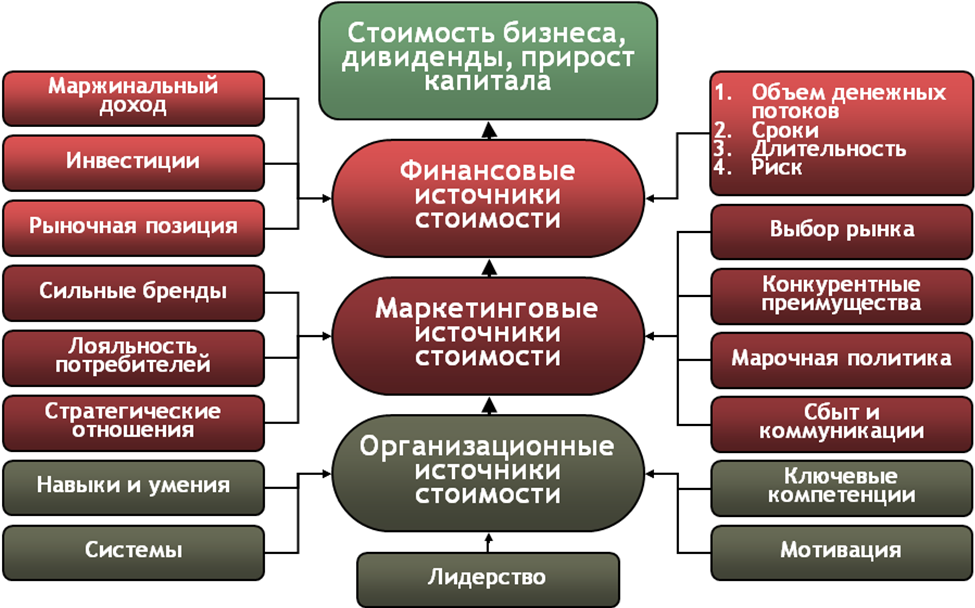 Стоимость бизнеса,
дивиденды, прирост
капитала
Маржинальный
доход
Инвестиции
Рыночная позиция
Финансовые
источники
стоимости
1. Объем денежных
потоков
2. Сроки
3. Длительность
4. Риск
Сильные бренды
Лояльность
потребителей
Стратегические
отношения
Маркетинговые
источники
стоимости
Выбор рынка
Конкурентные
преимущества
Марочная политика
Сбыт и
коммуникации
Навыки и умения
Системы
Организационные
источники
стоимости
Ключевые
компетенции
Мотивация
Лидерство